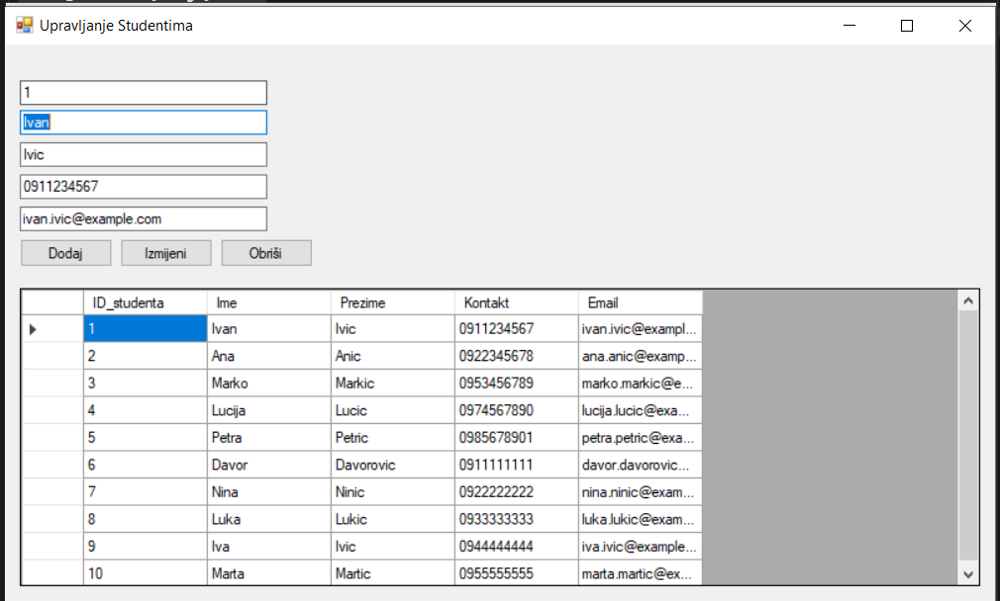 Upravljanje Studentima
1
Ivan
Ivic
0911234567
ivan.ivic@example.com
Dodaj Izmijeni Obriši
ID_studenta Ime Prezime Kontakt Email
1 Ivan Ivic 0911234567 ivan.ivic@exampl...
2 Ana Anic 0922345678 ana.anic@examp...
3 Marko Markic 0953456789 marko.markic@e...
4 Lucija Lucic 0974567890 lucija.lucic@exa...
5 Petra Petric 0985678901 petra.petric@exa...
6 Davor Davorovic 0911111111 davor.davorovic...
7 Nina Ninic 0922222222 nina.ninic@exam...
8 Luka Lukic 0933333333 luka.lukic@exam...
9 Iva Ivic 0944444444 iva.ivic@example...
10 Marta Martic 0955555555 marta.martic@ex...